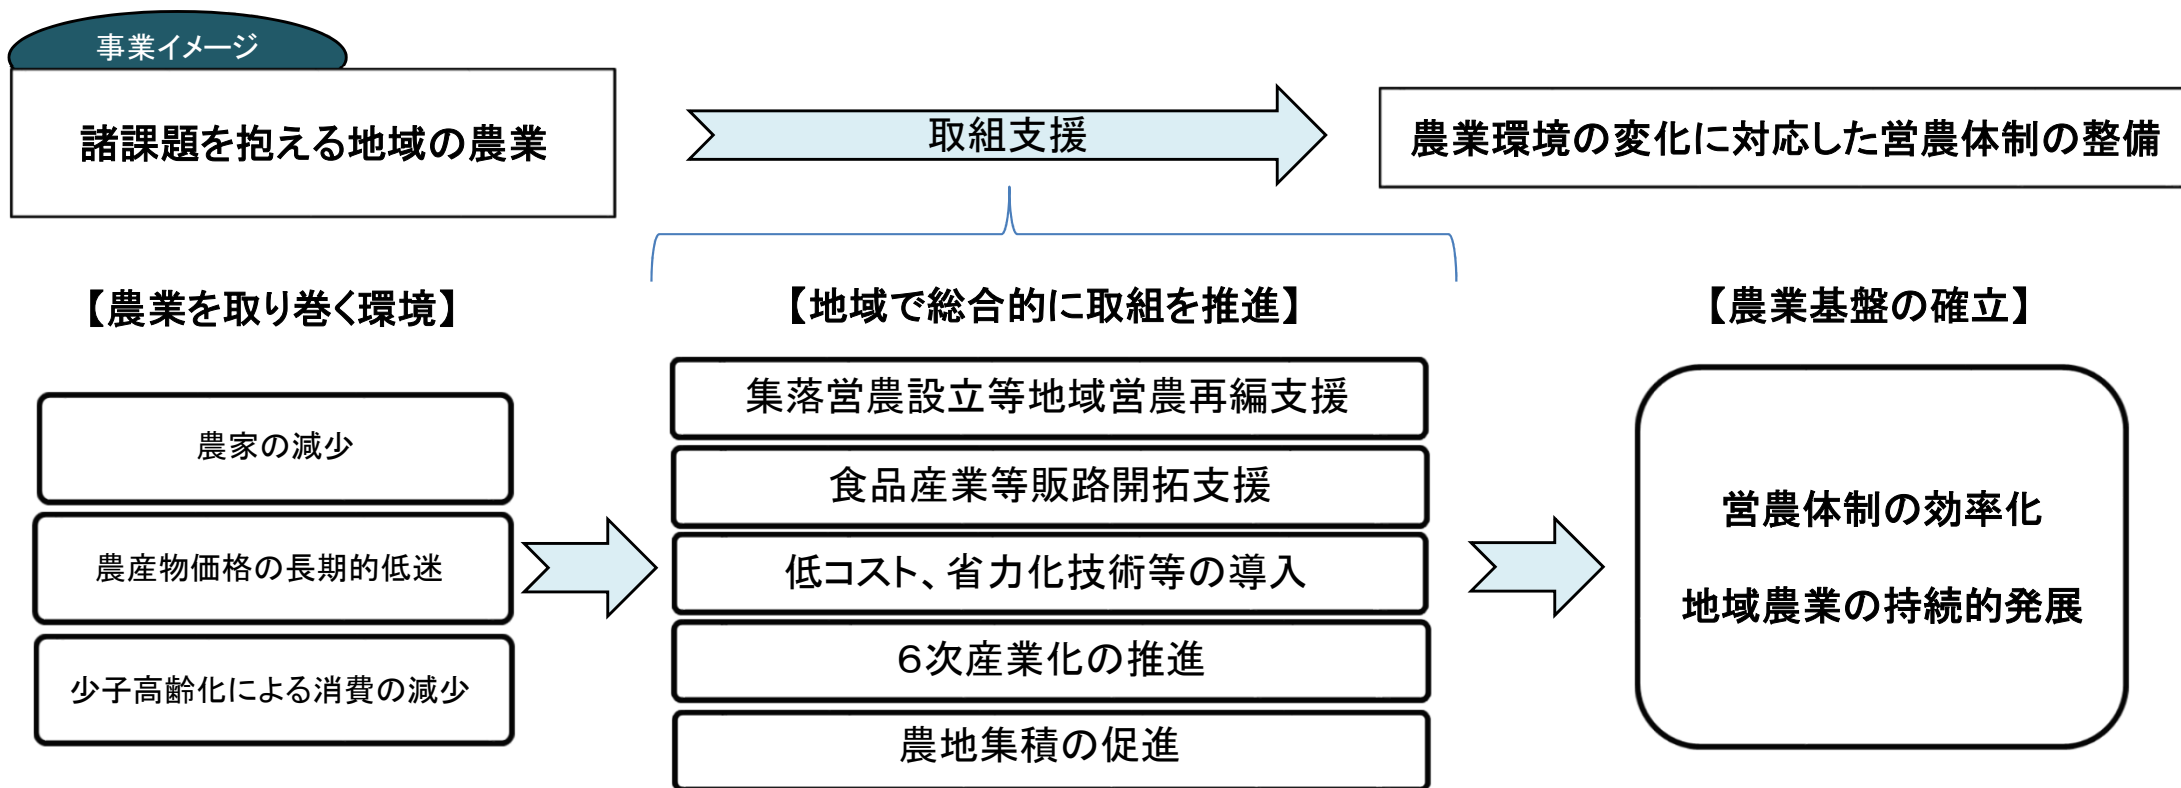 事業イメージ
諸課題を抱える地域の農業
取組支援
農業環境の変化に対応した営農体制の整備
【農業を取り巻く環境】
【地域で総合的に取組を推進】
【農業基盤の確立】
農家の減少
農産物価格の長期的低迷
少子高齢化による消費の減少
集落営農設立等地域営農再編支援
食品産業等販路開拓支援
低コスト、省力化技術等の導入
６次産業化の推進
農地集積の促進
営農体制の効率化
地域農業の持続的発展